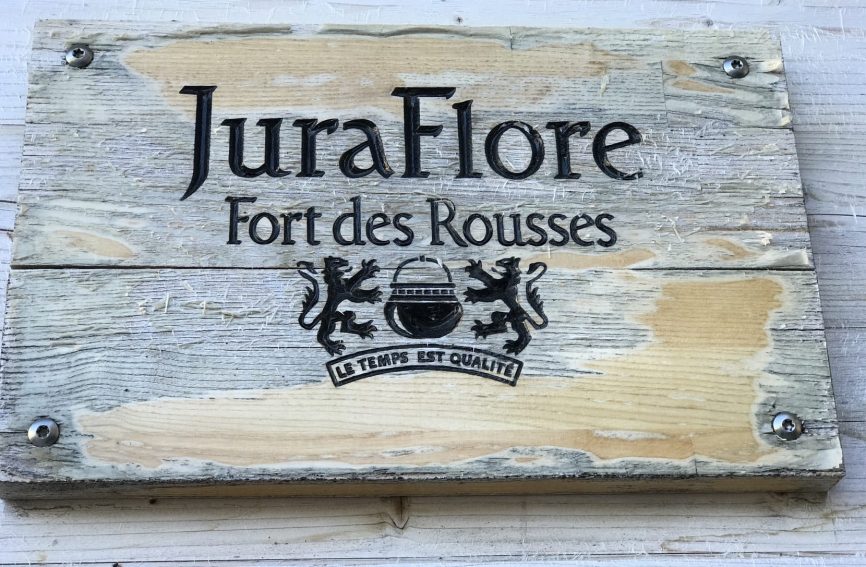 JuraFlore
Fort des Rousses
LE TEMPS EST QUALITÉ